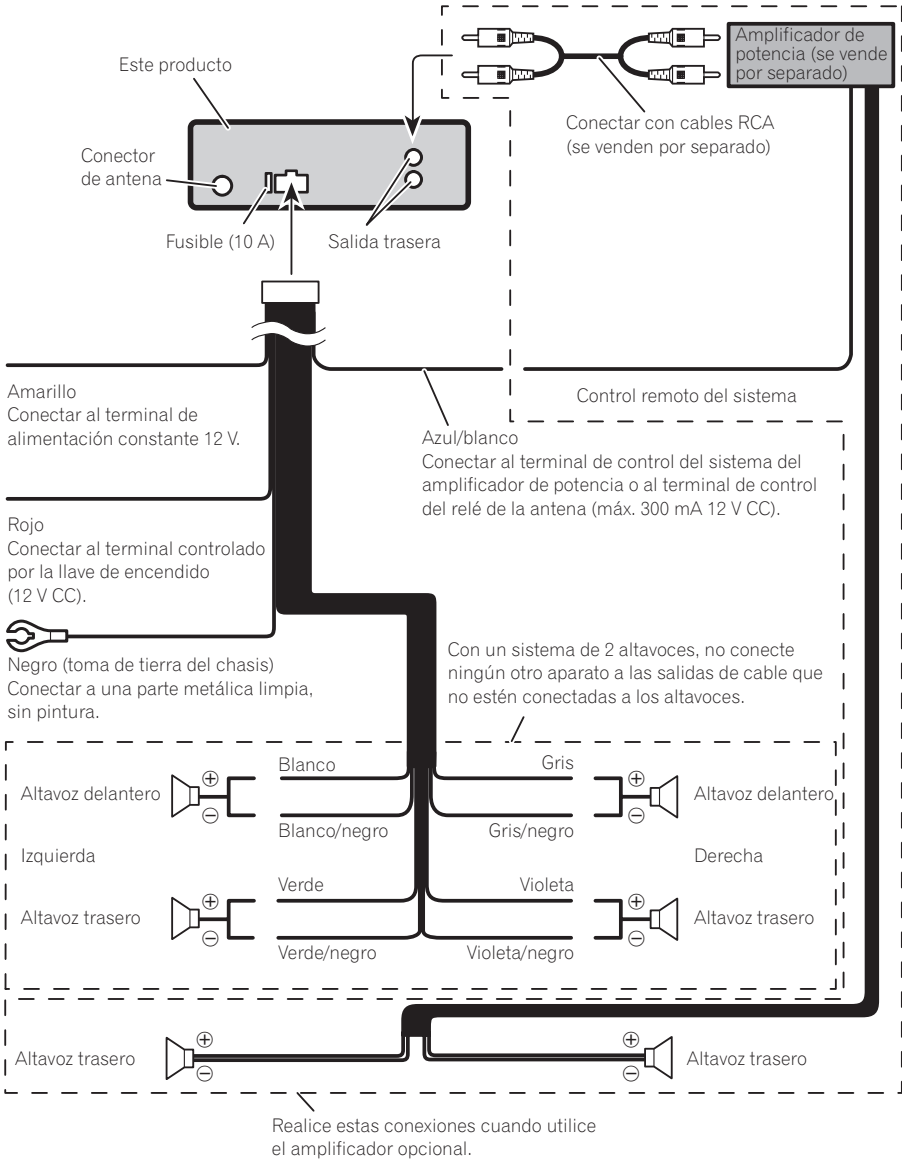 Amplificador de
potencia (se vende
por separado)
Este producto
Conectar con cables RCA
(se venden por separado)
Conector
de antena
Fusible (10 A)
Salida trasera
Amarillo
Conectar al terminal de
alimentación constante 12 V.
Control remoto del sistema
Azul/blanco
Conectar al terminal de control del sistema del
amplificador de potencia o al terminal de control
del relé de la antena (máx. 300 mA 12 V CC).
Rojo
Conectar al terminal controlado
por la llave de encendido
(12 V CC).
Negro (toma de tierra del chasis)
Conectar a una parte metálica limpia,
sin pintura.
Con un sistema de 2 altavoces, no conecte
ningún otro aparato a las salidas de cable que
no estén conectadas a los altavoces.
Blanco
Gris
+
+
Altavoz delantero
Altavoz delantero
−
−
Blanco/negro
Gris/negro
Izquierda
Derecha
Verde
Violeta
+
+
Altavoz trasero
Altavoz trasero
−
−
Verde/negro
Violeta/negro
+
+
Altavoz trasero
Altavoz trasero
−
−
Realice estas conexiones cuando utilice
el amplificador opcional.